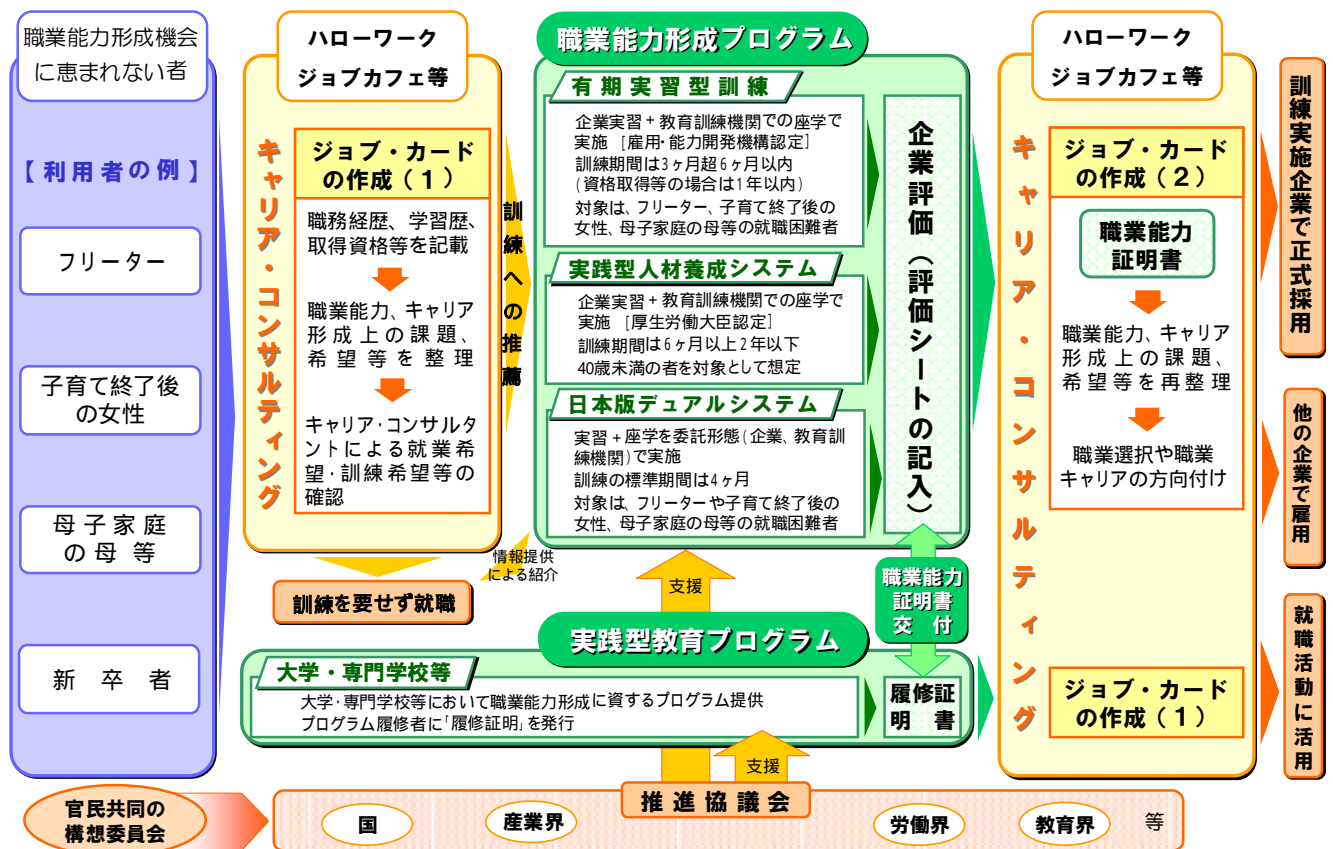 職業能力形成機会
に恵まれない者
【利用者の例】
フリーター
子育て終了後
の女性
母子家庭
の母等
新卒者
ハローワーク
ジョブカフェ等
キャリア・コンサルティング
ジョブ・カード
の作成(1)
職務経歴、学習歴、
取得資格等を記載
職業能力、キャリア
形成上の課題、
希望等を整理
キャリア・コンサルタ
ントによる就業希
望・訓練希望等の
確認
訓練への推薦
訓練を要せず就職
情報提供
による紹介
職業能力形成プログラム
有期実習型訓練
企業実習+教育訓練機関での座学で
実施 [雇用・能力開発機構認定]
訓練期間は3ヶ月超6ヶ月以内
(資格取得等の場合は1年以内)
対象は、フリーター、子育て終了後の
女性、母子家庭の母等の就職困難者
実践型人材養成システム
企業実習+教育訓練機関での座学で
実施 [厚生労働大臣認定]
訓練期間は6ヶ月以上2年以下
40歳未満の者を対象として想定
日本版デュアルシステム
実習+座学を委託形態(企業、教育訓
練機関)で実施
訓練の標準期間は4ヶ月
対象は、フリーターや子育て終了後の
女性、母子家庭の母等の就職困難者
企業評価(評価シートの記入)
支援
職業能力
証明書
交付
実践型教育プログラム
大学・専門学校等
大学・専門学校等において職業能力形成に資するプログラム提供
プログラム履修者に「履修証明」を発行
履修証
明書
支援
ハローワーク
ジョブカフェ等
キャリア・コンサルティング
ジョブ・カード
の作成(2)
職業能力
証明書
職業能力、キャリア
形成上の課題、
希望等を再整理
職業選択や職業
キャリアの方向付け
ジョブ・カード
の作成(1)
訓練実施企業で正式採用
他の企業で雇用
就職活動に活用
官民共同の
構想委員会
推進協議会
国
産業界
労働界
教育界
等